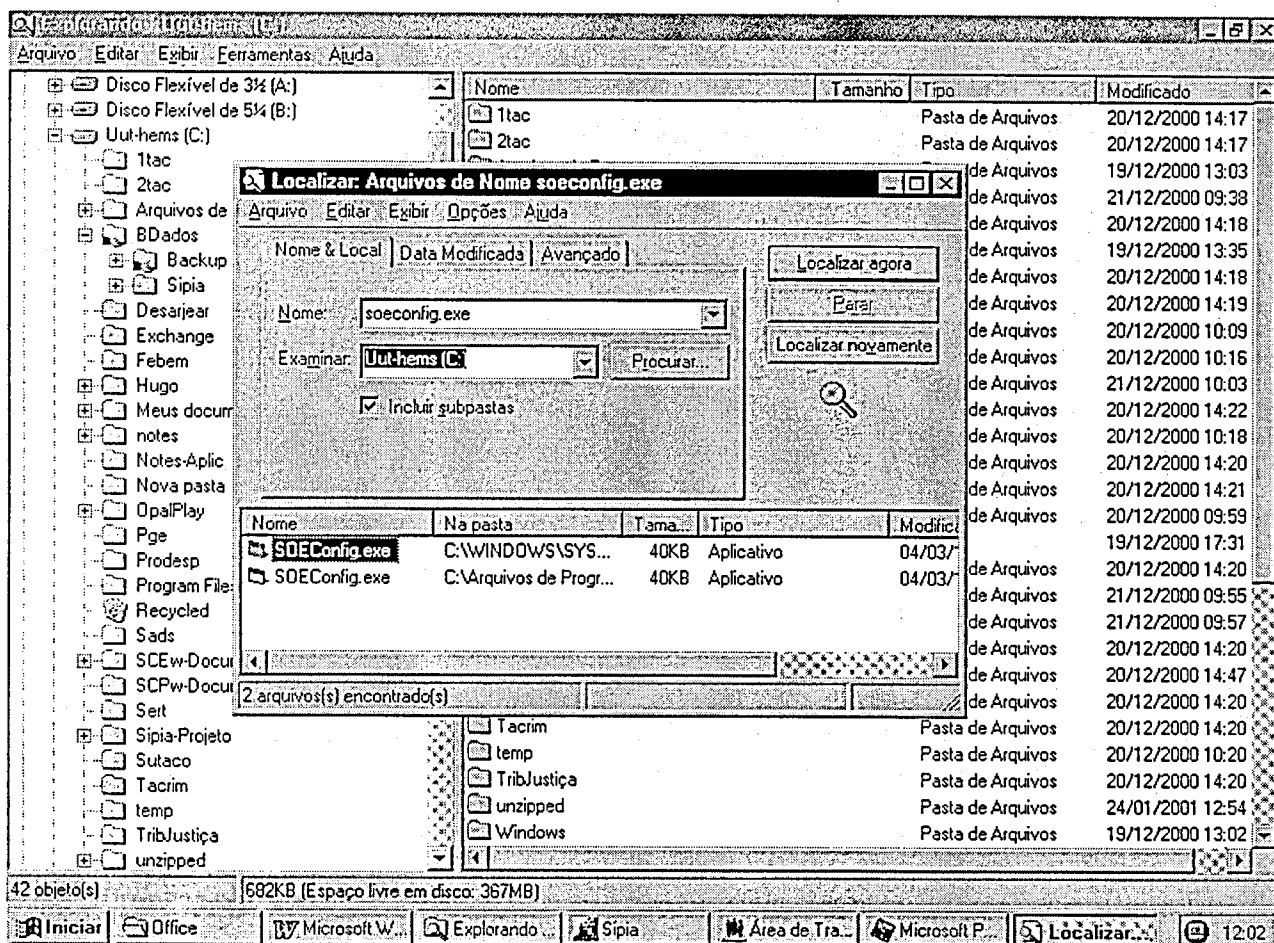 Explorando - Uut-hems (C:)
Arquivo Editar Exibir Ferramentas Ajuda
Disco Flexível de 3½ (A:)
Disco Flexível de 5¼ (B:)
Uut-hems (C:)
1tac
2tac
Arquivos de
BDados
Backup
Sipia
Desarjear
Exchange
Febem
Hugo
Meus docum
notes
Notes-Aplic
Nova pasta
OpalPlay
Pge
Prodesp
Program File
Recycled
Sads
SCEw-Docu
SCPw-Docu
Sert
Sipia-Projeto
Sutaco
Tacrim
temp
TribJustiça
unzipped
Nome Tamanho Tipo Modificado
1tac Pasta de Arquivos 20/12/2000 14:17
2tac Pasta de Arquivos 20/12/2000 14:17
de Arquivos 19/12/2000 13:03
de Arquivos 21/12/2000 09:38
de Arquivos 20/12/2000 14:18
de Arquivos 19/12/2000 13:35
de Arquivos 20/12/2000 14:18
de Arquivos 20/12/2000 14:19
de Arquivos 20/12/2000 10:09
de Arquivos 20/12/2000 10:16
de Arquivos 21/12/2000 10:03
de Arquivos 20/12/2000 14:22
de Arquivos 20/12/2000 10:18
de Arquivos 20/12/2000 14:20
de Arquivos 20/12/2000 14:21
de Arquivos 20/12/2000 09:59
19/12/2000 17:31
de Arquivos 20/12/2000 14:20
de Arquivos 21/12/2000 09:55
de Arquivos 21/12/2000 09:57
de Arquivos 20/12/2000 14:20
de Arquivos 20/12/2000 14:47
de Arquivos 20/12/2000 14:20
Tacrim Pasta de Arquivos 20/12/2000 14:20
temp Pasta de Arquivos 20/12/2000 10:20
TribJustiça Pasta de Arquivos 20/12/2000 14:20
unzipped Pasta de Arquivos 24/01/2001 12:54
Windows Pasta de Arquivos 19/12/2000 13:02
Localizar: Arquivos de Nome soeconfig.exe
Arquivo Editar Exibir Opções Ajuda
Nome & Local Data Modificada Avançado
Nome: soeconfig.exe
Examinar: Uut-hems (C:) Procurar...
Incluir subpastas
Localizar agora
Parar
Localizar novamente
Nome Na pasta Tama... Tipo Modific
SOEConfig.exe C:\WINDOWS\SYS... 40KB Aplicativo 04/03/
SOEConfig.exe C:\Arquivos de Progr... 40KB Aplicativo 04/03/
2 arquivos(s) encontrado(s)
42 objeto(s) 682KB (Espaço livre em disco: 367MB)
Iniciar Office Microsoft W... Explorando ... Sipia Área de Tra... Microsoft P... Localizar... 12:02